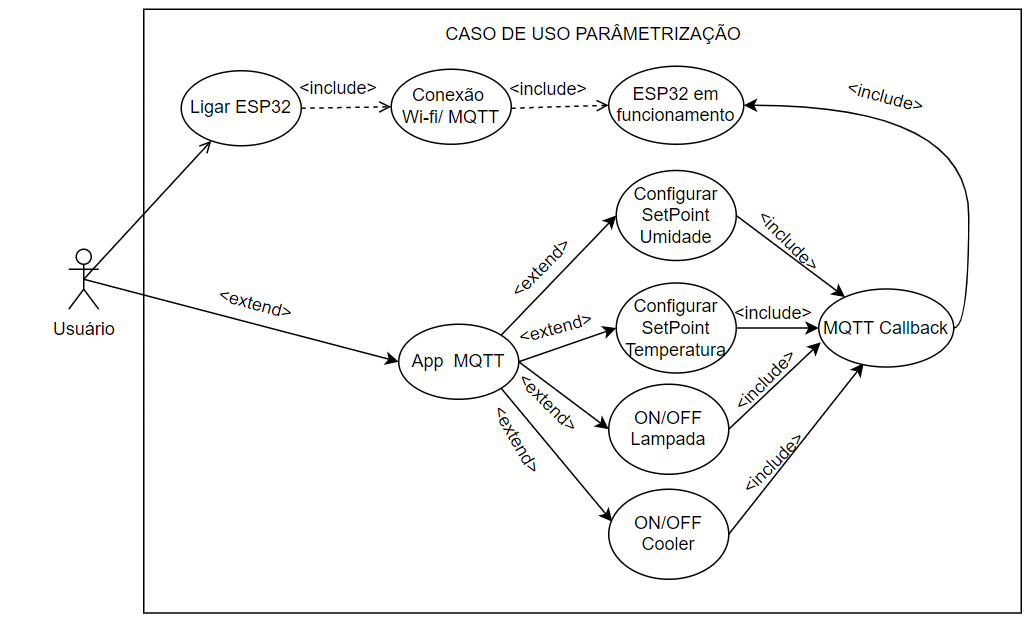 CASO DE USO PARÂMETRIZAÇÃO
Ligar ESP32
<include>
Conexão
Wi-fi/ MQTT
<include>
ESP32 em
funcionamento
<include>
Configurar
SetPoint
Umidade
<include>
<extend>
Usuário
<extend>
App MQTT
<extend>
Configurar
SetPoint
Temperatura
<include>
MQTT Callback
<extend>
ON/OFF
Lampada
<include>
<extend>
ON/OFF
Cooler
<include>